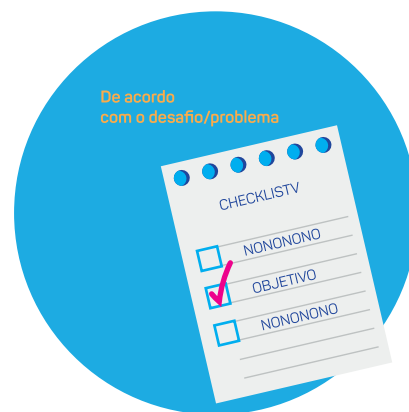 De acordo
com o desafio/problema
CHECKLISTV
NONONONO
OBJETIVO
NONONONO